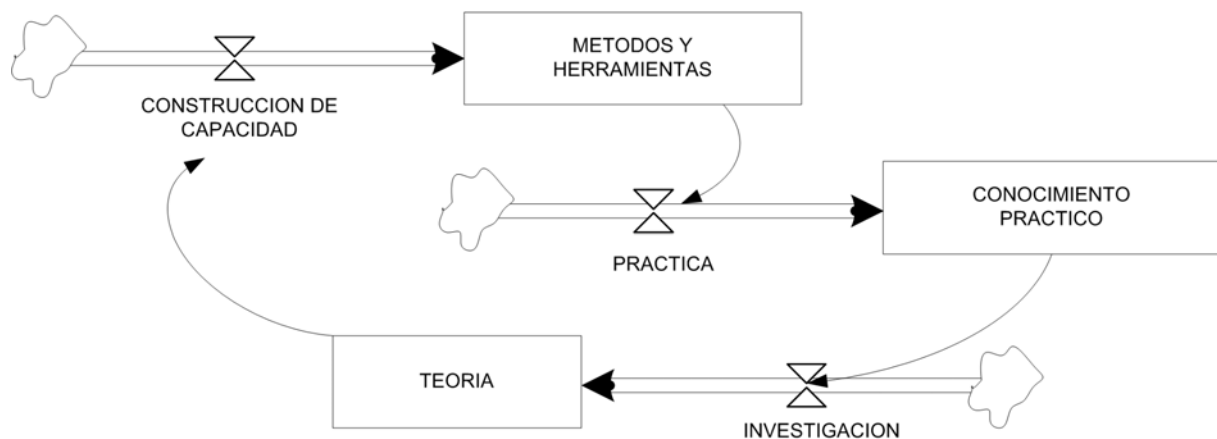 METODOS Y
HERRAMIENTAS
CONSTRUCCION DE
CAPACIDAD
CONOCIMIENTO
PRACTICO
PRACTICA
TEORIA
INVESTIGACION